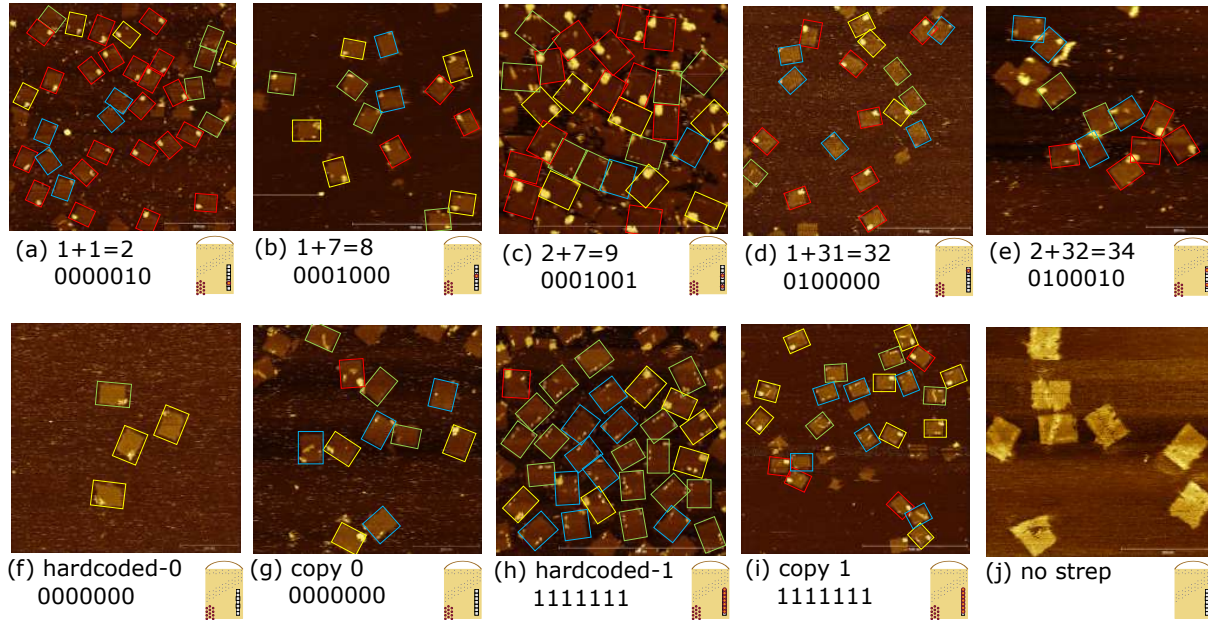 (a) 1+1=2
0000010
(b) 1+7=8
0001000
(c) 2+7=9
0001001
(d) 1+31=32
0100000
(e) 2+32=34
0100010
(f) hardcoded-0
0000000
(g) copy 0
0000000
(h) hardcoded-1
1111111
(i) copy 1
1111111
(j) no strep